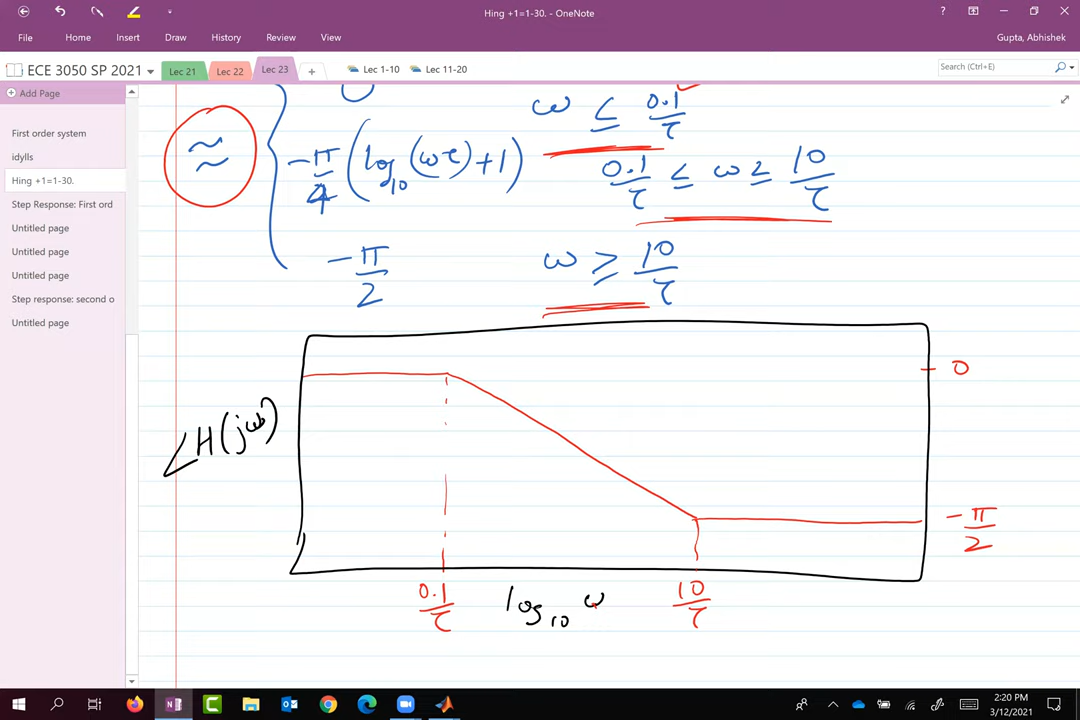 Hing +1=1-30. - OneNote
File Home Insert Draw History Review View
Gupta, Abhishek
ECE 3050 SP 2021 Lec 21 Lec 22 Lec 23 Lec 1-10 Lec 11-20
Search (Ctrl+E)
Add Page
First order system
idylls
Hing +1=1-30.
Step Response: First ord
Untitled page
Untitled page
Untitled page
Step response: second o
Untitled page
ω ≤ 0.1/τ
≈ -π/4 (log10(ωτ)+1) 0.1/τ ≤ ω ≥ 10/τ
-π/2 ω ≥ 10/τ
0
∠H(jω)
-π/2
0.1/τ log10 ω 10/τ
2:20 PM
3/12/2021